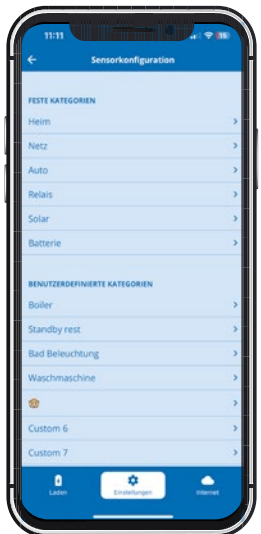 11:11
Sensorkonfiguration
FESTE KATEGORIEN
Heim
Netz
Auto
Relais
Solar
Batterie
BENUTZERDEFINIERTE KATEGORIEN
Boiler
Standby rest
Bad Beleuchtung
Waschmaschine
🙈
Custom 6
Custom 7
Laden Einstellungen Internet